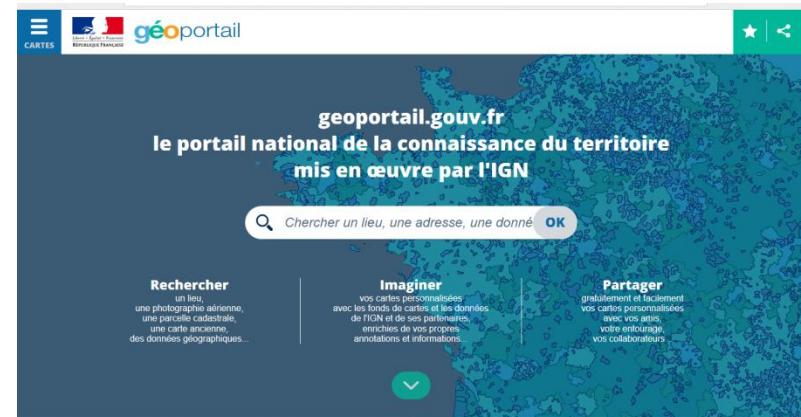 CARTES
Liberté • Égalité • Fraternité
RÉPUBLIQUE FRANÇAISE
géoportail
geoportail.gouv.fr
le portail national de la connaissance du territoire
mis en œuvre par l'IGN
Chercher un lieu, une adresse, une donné
OK
Rechercher
un lieu,
une photographie aérienne,
une parcelle cadastrale,
une carte ancienne,
des données géographiques...
Imaginer
vos cartes personnalisées
avec les fonds de cartes et les données
de l'IGN et de ses partenaires,
enrichies de vos propres
annotations et informations...
Partager
gratuitement et facilement
vos cartes personnalisées
avec vos amis,
votre entourage,
vos collaborateurs...